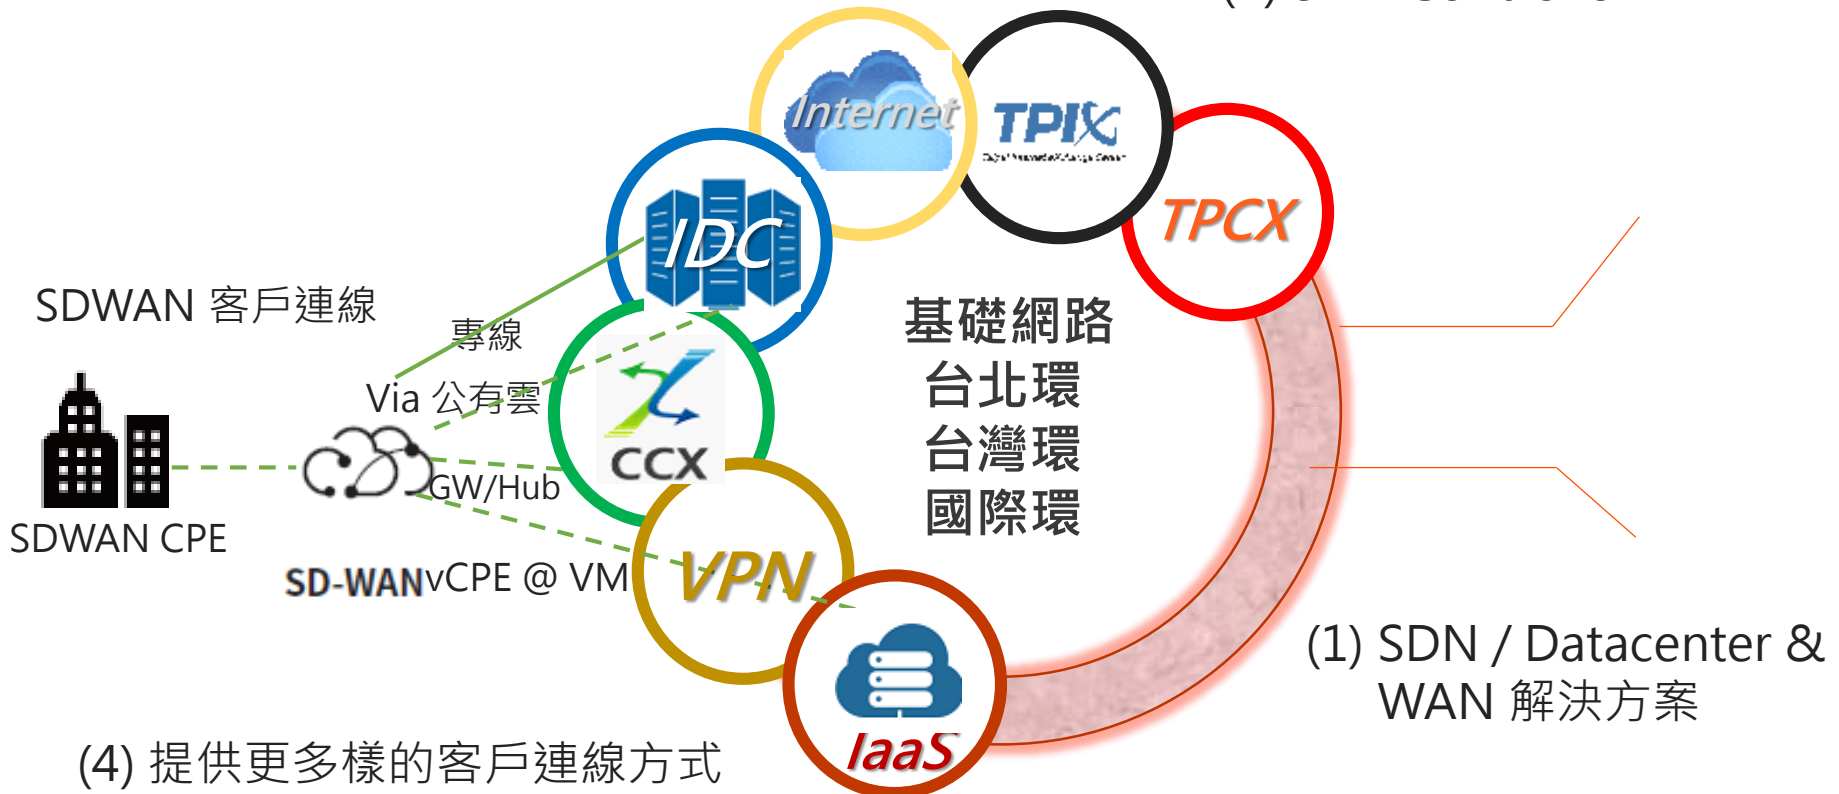 Internet
TPIX
TPCX
IDC
SDWAN 客戶連線
專線
Via 公有雲
基礎網路
台北環
台灣環
國際環
CCX
GW/Hub
SDWAN CPE
SD-WAN
vCPE @ VM
VPN
(1) SDN / Datacenter &
WAN 解決方案
IaaS
(4) 提供更多樣的客戶連線方式